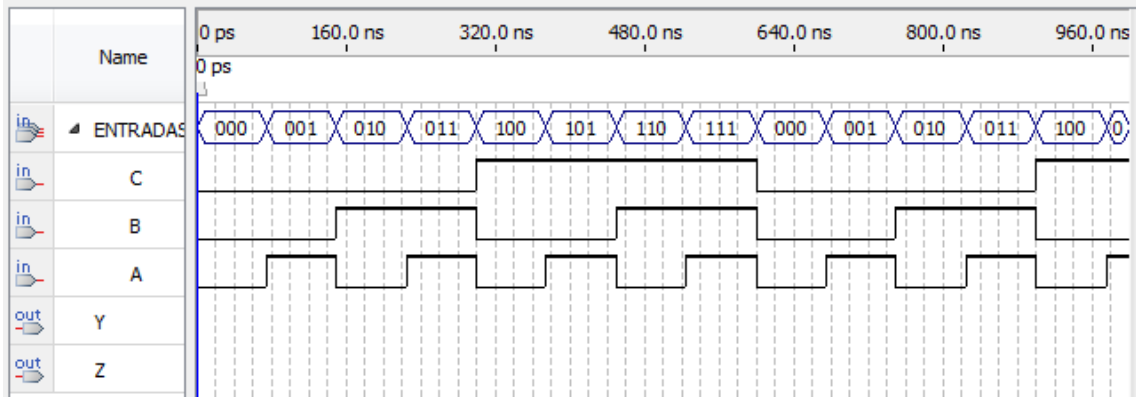 Name
0 ps 160.0 ns 320.0 ns 480.0 ns 640.0 ns 800.0 ns 960.0 ns
0 ps
in ENTRADAS 000 001 010 011 100 101 110 111 000 001 010 011 100 0
in C
in B
in A
out Y
out Z